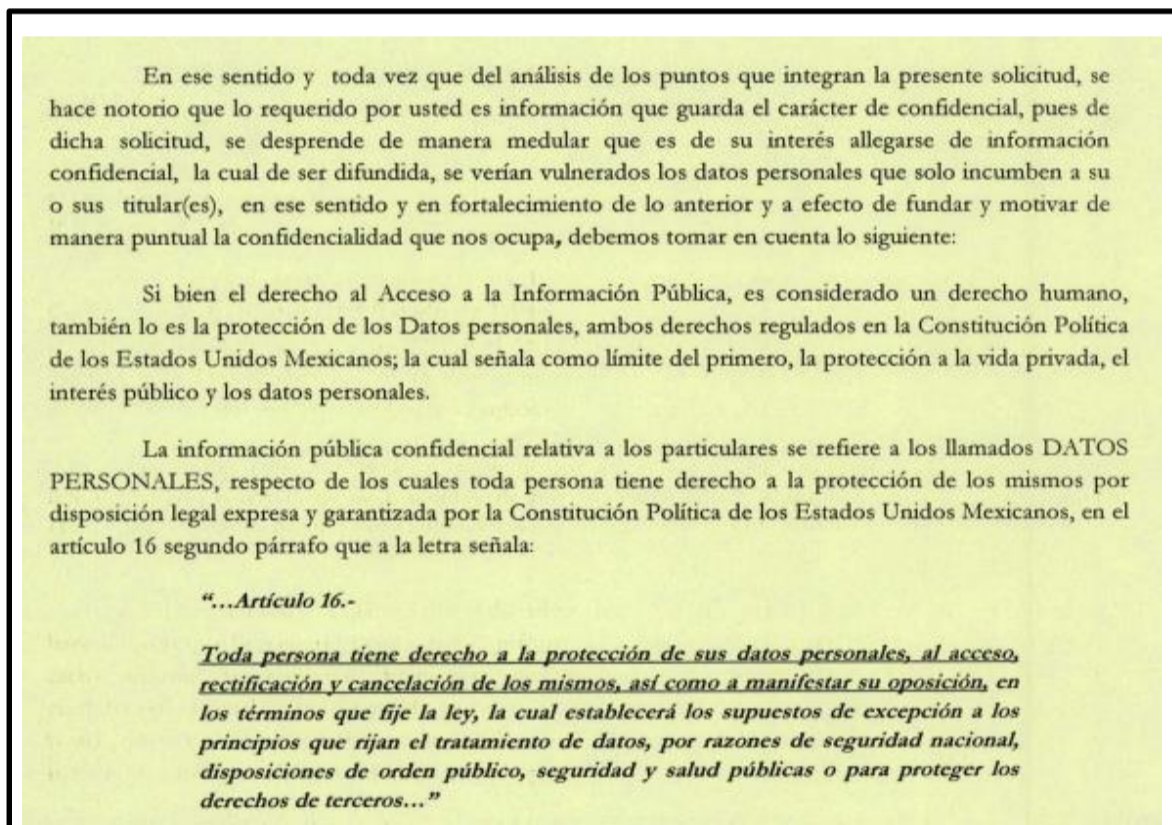 En ese sentido y toda vez que del análisis de los puntos que integran la presente solicitud, se
hace notorio que lo requerido por usted es información que guarda el carácter de confidencial, pues de
dicha solicitud, se desprende de manera medular que es de su interés allegarse de información
confidencial, la cual de ser difundida, se verían vulnerados los datos personales que solo incumben a su
o sus titular(es), en ese sentido y en fortalecimiento de lo anterior y a efecto de fundar y motivar de
manera puntual la confidencialidad que nos ocupa, debemos tomar en cuenta lo siguiente:
Si bien el derecho al Acceso a la Información Pública, es considerado un derecho humano,
también lo es la protección de los Datos personales, ambos derechos regulados en la Constitución Política
de los Estados Unidos Mexicanos; la cual señala como límite del primero, la protección a la vida privada, el
interés público y los datos personales.
La información pública confidencial relativa a los particulares se refiere a los llamados DATOS
PERSONALES, respecto de los cuales toda persona tiene derecho a la protección de los mismos por
disposición legal expresa y garantizada por la Constitución Política de los Estados Unidos Mexicanos, en el
artículo 16 segundo párrafo que a la letra señala:
“…Artículo 16.-
Toda persona tiene derecho a la protección de sus datos personales, al acceso,
rectificación y cancelación de los mismos, así como a manifestar su oposición, en
los términos que fije la ley, la cual establecerá los supuestos de excepción a los
principios que rijan el tratamiento de datos, por razones de seguridad nacional,
disposiciones de orden público, seguridad y salud públicas o para proteger los
derechos de terceros…”